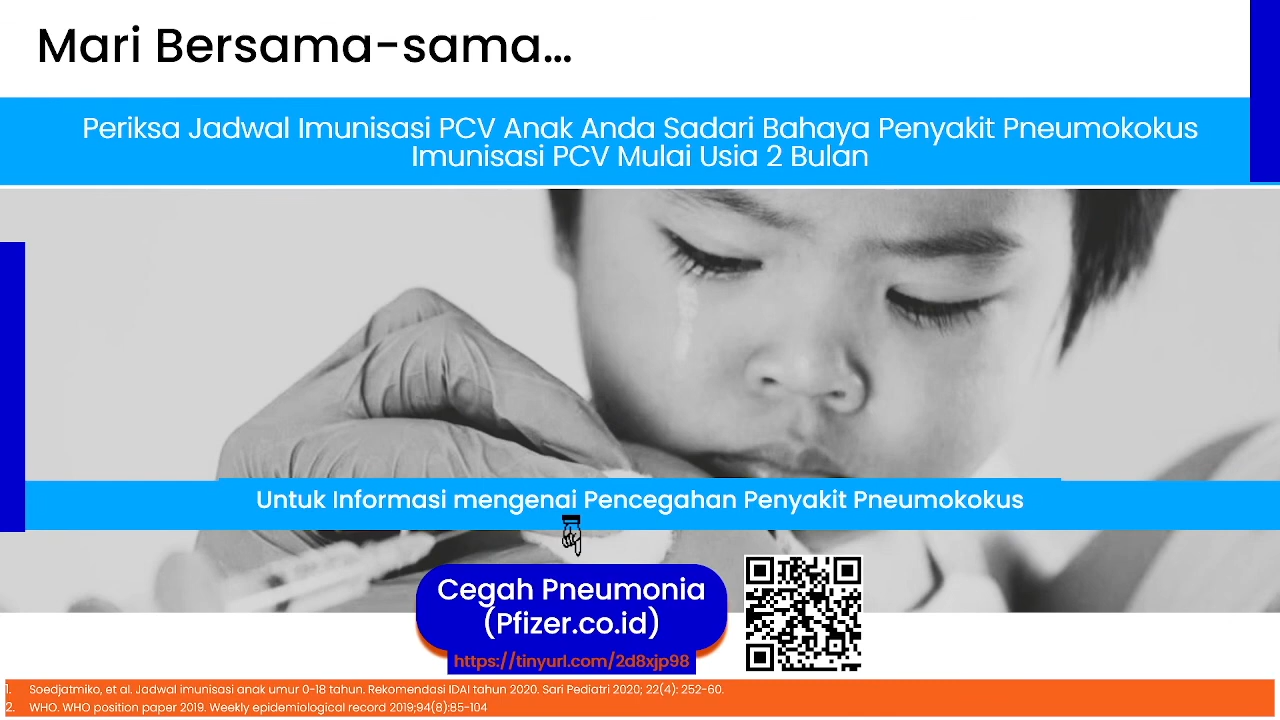 Mari Bersama-sama...
Periksa Jadwal Imunisasi PCV Anak Anda Sadari Bahaya Penyakit Pneumokokus
Imunisasi PCV Mulai Usia 2 Bulan
Untuk Informasi mengenai Pencegahan Penyakit Pneumokokus
Cegah Pneumonia
(Pfizer.co.id)
https://tinyurl.com/2d8xjp98
1. Soedjatmiko, et al. Jadwal imunisasi anak umur 0-18 tahun. Rekomendasi IDAI tahun 2020. Sari Pediatri 2020; 22(4): 252-60.
2. WHO. WHO position paper 2019. Weekly epidemiological record 2019;94(8):85-104